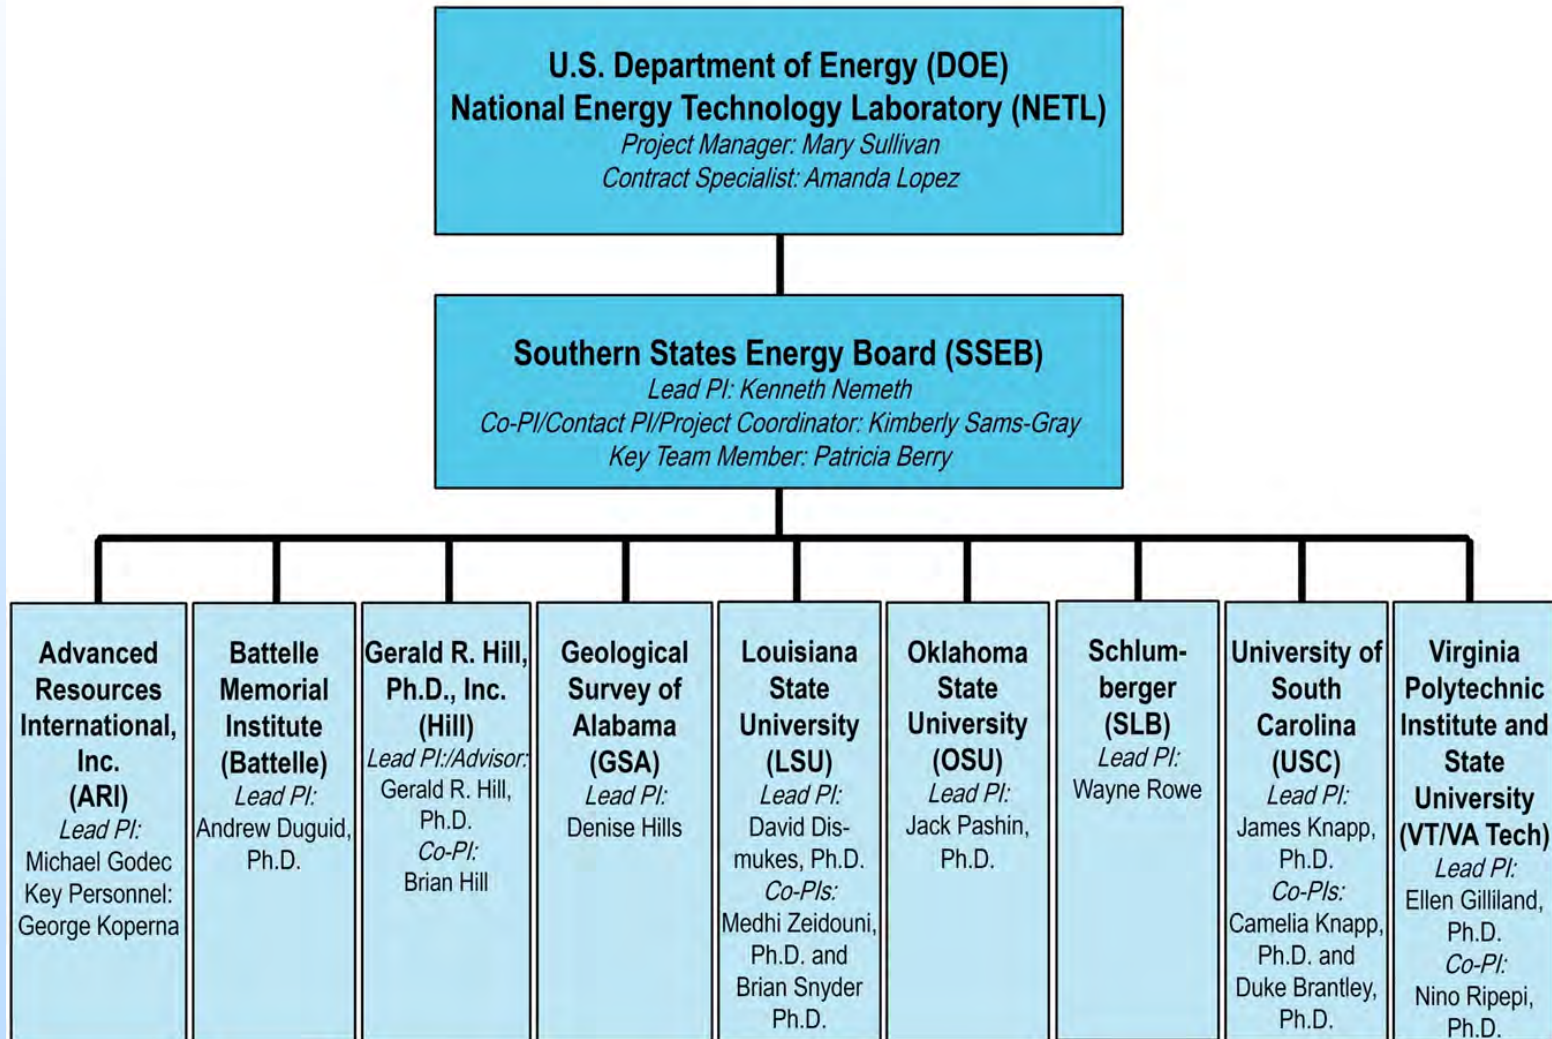 U.S. Department of Energy (DOE)
National Energy Technology Laboratory (NETL)
Project Manager: Mary Sullivan
Contract Specialist: Amanda Lopez
Southern States Energy Board (SSEB)
Lead PI: Kenneth Nemeth
Co-PI/Contact PI/Project Coordinator: Kimberly Sams-Gray
Key Team Member: Patricia Berry
Advanced
Resources
International,
Inc.
(ARI)
Lead PI:
Michael Godec
Key Personnel:
George Koperna
Battelle
Memorial
Institute
(Battelle)
Lead PI:
Andrew Duguid,
Ph.D.
Gerald R. Hill,
Ph.D., Inc.
(Hill)
Lead PI:/Advisor:
Gerald R. Hill,
Ph.D.
Co-PI:
Brian Hill
Geological
Survey of
Alabama
(GSA)
Lead PI:
Denise Hills
Louisiana
State
University
(LSU)
Lead PI:
David Dis-
mukes, Ph.D.
Co-PIs:
Medhi Zeidouni,
Ph.D. and
Brian Snyder
Ph.D.
Oklahoma
State
University
(OSU)
Lead PI:
Jack Pashin,
Ph.D.
Schlum-
berger
(SLB)
Lead PI:
Wayne Rowe
University of
South
Carolina
(USC)
Lead PI:
James Knapp,
Ph.D.
Co-PIs:
Camelia Knapp,
Ph.D. and
Duke Brantley,
Ph.D.
Virginia
Polytechnic
Institute and
State
University
(VT/VA Tech)
Lead PI:
Ellen Gilliland,
Ph.D.
Co-PI:
Nino Ripepi,
Ph.D.